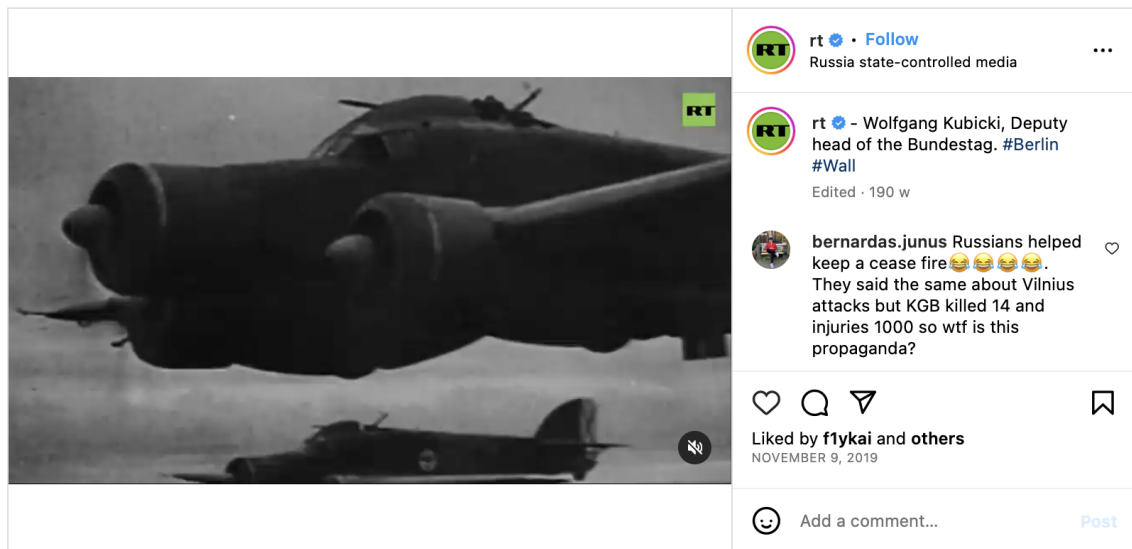 RT
RT
rt • Follow
Russia state-controlled media
RT
rt - Wolfgang Kubicki, Deputy
head of the Bundestag. #Berlin
#Wall
Edited · 190 w
bernardas.junus Russians helped
keep a cease fire😂😂😂😂.
They said the same about Vilnius
attacks but KGB killed 14 and
injuries 1000 so wtf is this
propaganda?
Liked by f1ykai and others
NOVEMBER 9, 2019
Add a comment...
Post